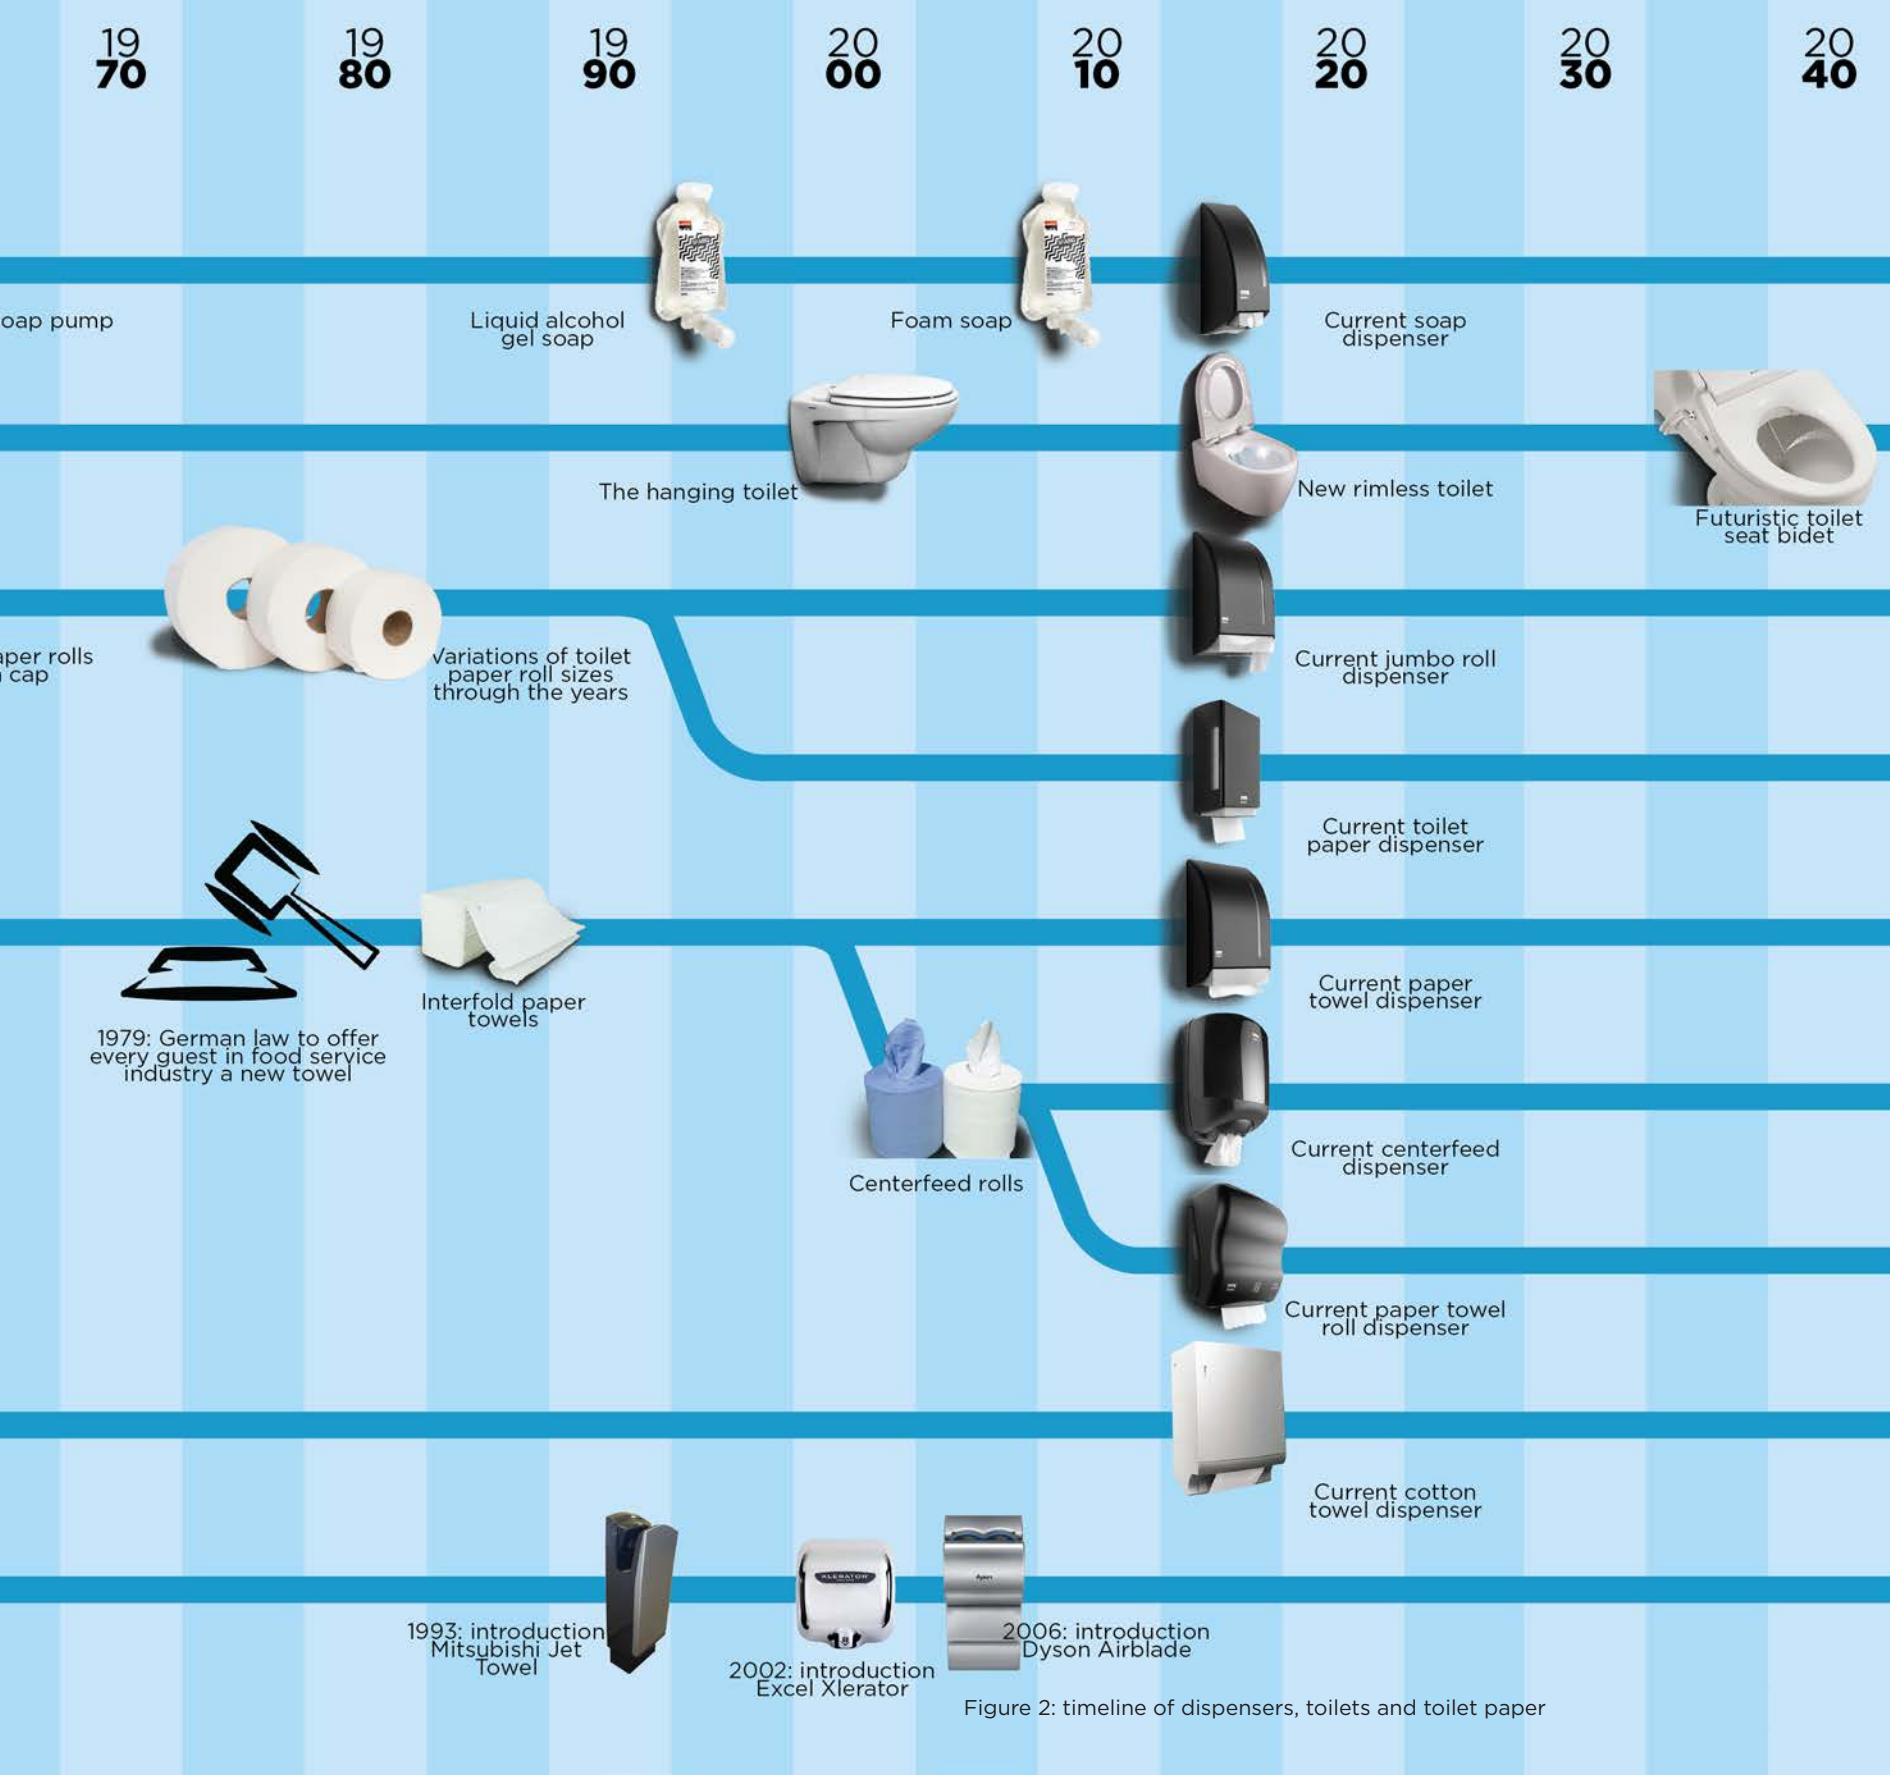 19 19 19 20 20 20 20 20
70 80 90 00 10 20 30 40
oap pump
Liquid alcohol
gel soap
Foam soap
Current soap
dispenser
The hanging toilet
New rimless toilet
Futuristic toilet
seat bidet
aper rolls
cap
Variations of toilet
paper roll sizes
through the years
Current jumbo roll
dispenser
Current toilet
paper dispenser
1979: German law to offer
every guest in food service
industry a new towel
Interfold paper
towels
Current paper
towel dispenser
Centerfeed rolls
Current centerfeed
dispenser
Current paper towel
roll dispenser
Current cotton
towel dispenser
1993: introduction
Mitsubishi Jet
Towel
XLERATOR
2002: introduction
Excel Xlerator
dyson
2006: introduction
Dyson Airblade
Figure 2: timeline of dispensers, toilets and toilet paper